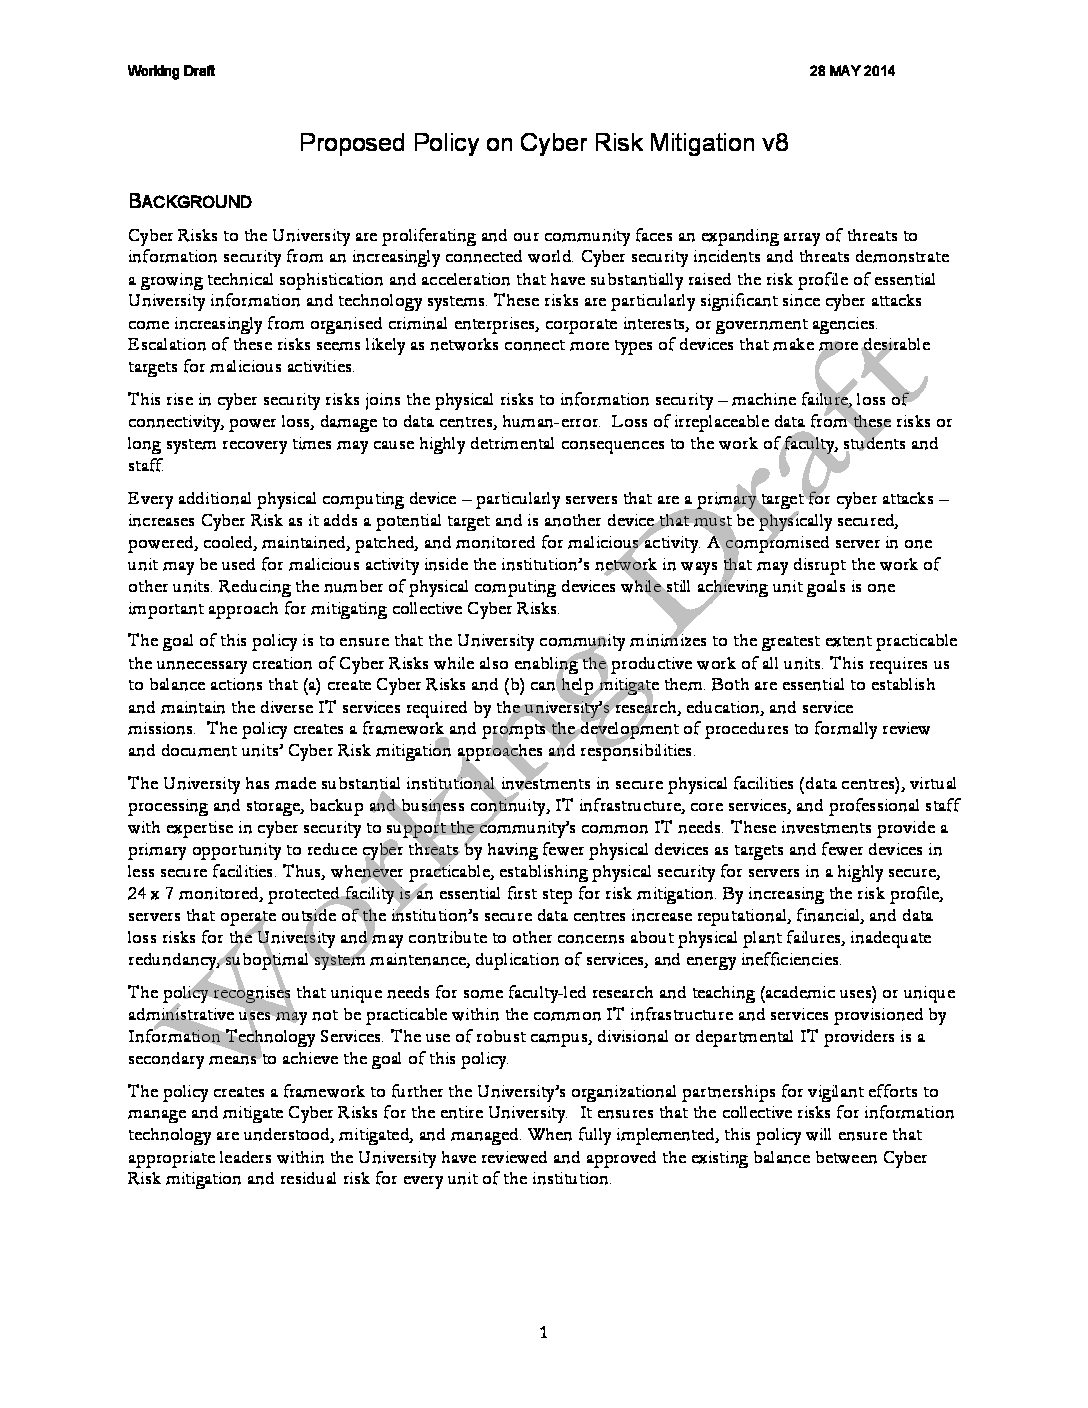 Working Draft 28 MAY 2014
Proposed Policy on Cyber Risk Mitigation v8
BACKGROUND
Cyber Risks to the University are proliferating and our community faces an expanding array of threats to
information security from an increasingly connected world. Cyber security incidents and threats demonstrate
a growing technical sophistication and acceleration that have substantially raised the risk profile of essential
University information and technology systems. These risks are particularly significant since cyber attacks
come increasingly from organised criminal enterprises, corporate interests, or government agencies.
Escalation of these risks seems likely as networks connect more types of devices that make more desirable
targets for malicious activities.
This rise in cyber security risks joins the physical risks to information security – machine failure, loss of
connectivity, power loss, damage to data centres, human-error. Loss of irreplaceable data from these risks or
long system recovery times may cause highly detrimental consequences to the work of faculty, students and
staff.
Every additional physical computing device – particularly servers that are a primary target for cyber attacks –
increases Cyber Risk as it adds a potential target and is another device that must be physically secured,
powered, cooled, maintained, patched, and monitored for malicious activity. A compromised server in one
unit may be used for malicious activity inside the institution's network in ways that may disrupt the work of
other units. Reducing the number of physical computing devices while still achieving unit goals is one
important approach for mitigating collective Cyber Risks.
The goal of this policy is to ensure that the University community minimizes to the greatest extent practicable
the unnecessary creation of Cyber Risks while also enabling the productive work of all units. This requires us
to balance actions that (a) create Cyber Risks and (b) can help mitigate them. Both are essential to establish
and maintain the diverse IT services required by the university's research, education, and service
missions. The policy creates a framework and prompts the development of procedures to formally review
and document units' Cyber Risk mitigation approaches and responsibilities.
The University has made substantial institutional investments in secure physical facilities (data centres), virtual
processing and storage, backup and business continuity, IT infrastructure, core services, and professional staff
with expertise in cyber security to support the community's common IT needs. These investments provide a
primary opportunity to reduce cyber threats by having fewer physical devices as targets and fewer devices in
less secure facilities. Thus, whenever practicable, establishing physical security for servers in a highly secure,
24 x 7 monitored, protected facility is an essential first step for risk mitigation. By increasing the risk profile,
servers that operate outside of the institution's secure data centres increase reputational, financial, and data
loss risks for the University and may contribute to other concerns about physical plant failures, inadequate
redundancy, suboptimal system maintenance, duplication of services, and energy inefficiencies.
The policy recognises that unique needs for some faculty-led research and teaching (academic uses) or unique
administrative uses may not be practicable within the common IT infrastructure and services provisioned by
Information Technology Services. The use of robust campus, divisional or departmental IT providers is a
secondary means to achieve the goal of this policy.
The policy creates a framework to further the University's organizational partnerships for vigilant efforts to
manage and mitigate Cyber Risks for the entire University. It ensures that the collective risks for information
technology are understood, mitigated, and managed. When fully implemented, this policy will ensure that
appropriate leaders within the University have reviewed and approved the existing balance between Cyber
Risk mitigation and residual risk for every unit of the institution.
Working Draft
1